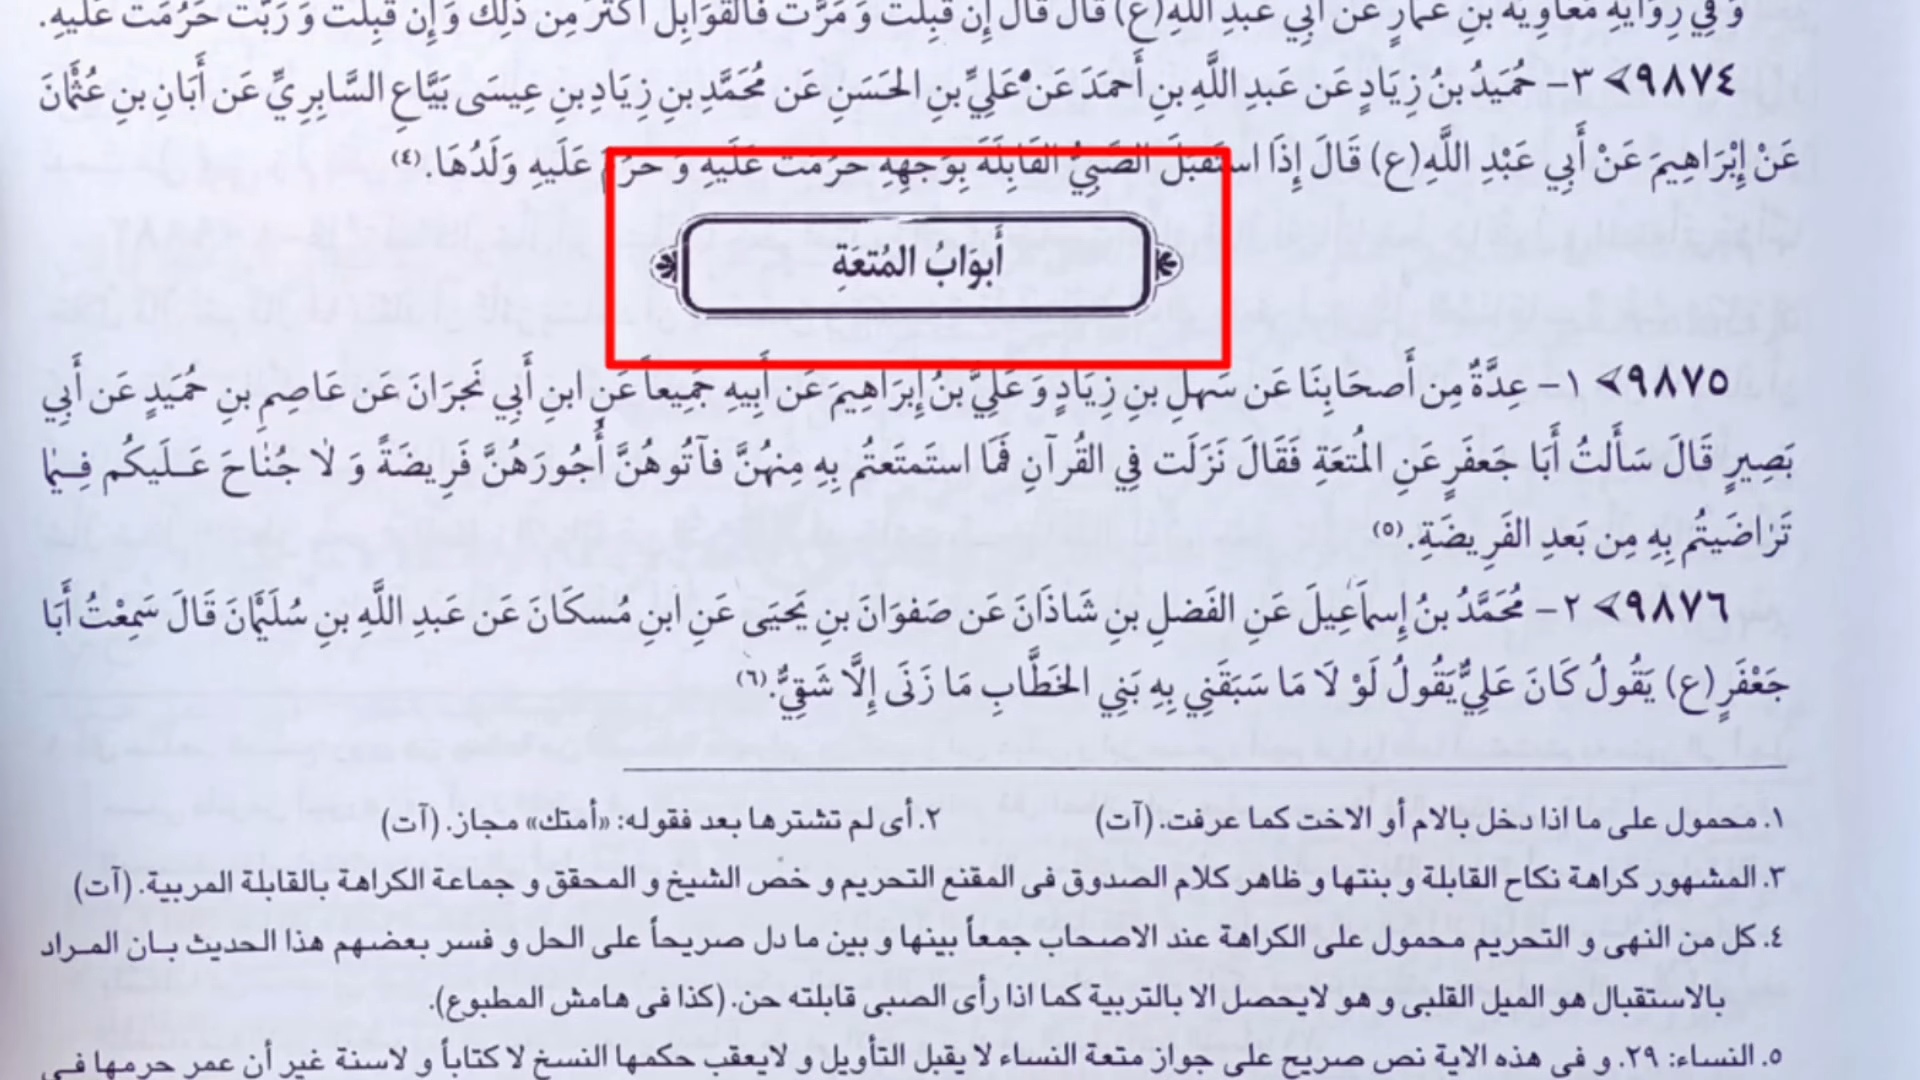 وَ فِي رِوَايَةِ مُعَاوِيَةَ بنِ عَمَّارٍ عَن أَبِي عَبدِ اللَّهِ(ع) قَالَ قَالَ إِن قَبِلَت وَ مَرَّت فَالقَوَابِلُ أَكثَرُ مِن ذَلِكَ وَ إِن قَبِلَت وَ رَبَّت حَرُمَت عَلَيهِ.
٩٨٧٤ ٣- حُمَيدُ بنُ زِيَادٍ عَن عَبدِ اللَّهِ بنِ أَحمَدَ عَنْ عَلِيِّ بنِ الحَسَنِ عَن مُحَمَّدِ بنِ زِيَادِ بنِ عِيسَى بَيَّاعِ السَّابِرِيِّ عَن أَبَانِ بنِ عُثْمَانَ
عَنْ إِبْرَاهِيمَ عَنْ أَبِي عَبْدِ اللَّهِ(ع) قَالَ إِذَا استَقبَلَ الصَّبِيُّ القَابِلَةَ بِوَجهِهِ حَرُمَت عَلَيهِ وَ حَرُمَ عَلَيهِ وَلَدُهَا.(٤)
أَبوَابُ المُتعَةِ
٩٨٧٥ ١- عِدَّةٌ مِن أَصحَابِنَا عَن سَهلِ بنِ زِيَادٍ وَ عَلِيُّ بنُ إِبرَاهِيمَ عَن أَبِيهِ جَمِيعاً عَنِ ابنِ أَبِي نَجرَانَ عَن عَاصِمِ بنِ حُمَيدٍ عَن أَبِي
بَصِيرٍ قَالَ سَأَلتُ أَبَا جَعفَرٍ عَنِ المُتعَةِ فَقَالَ نَزَلَت فِي القُرآنِ فَمَا استَمتَعتُم بِهِ مِنهُنَّ فَآتُوهُنَّ أُجُورَهُنَّ فَرِيضَةً وَ لا جُنَاحَ عَلَيكُم فِيمَا
تَرَاضَيتُم بِهِ مِن بَعدِ الفَرِيضَةِ.(٥)
٩٨٧٦ ٢- مُحَمَّدُ بنُ إِسمَاعِيلَ عَنِ الفَضلِ بنِ شَاذَانَ عَن صَفوَانَ بنِ يَحيَى عَنِ ابنِ مُسكَانَ عَن عَبدِ اللَّهِ بنِ سُلَيمَانَ قَالَ سَمِعْتُ أَبَا
جَعْفَرٍ(ع) يَقُولُ كَانَ عَلِيٌّ يَقُولُ لَوْ لَا مَا سَبَقَنِي بِهِ بَنِي الخَطَّابِ مَا زَنَى إِلَّا شَقِيٌّ.(٦)
١. محمول على ما اذا دخل بالام أو الاخت كما عرفت. (آت) ٢. أى لم تشترها بعد فقوله: «أمتك» مجاز. (آت)
٣. المشهور كراهة نكاح القابلة و بنتها و ظاهر كلام الصدوق فى المقنع التحريم و خص الشيخ و المحقق و جماعة الكراهة بالقابلة المربية. (آت)
٤. كل من النهى و التحريم محمول على الكراهة عند الاصحاب جمعاً بينها و بين ما دل صريحاً على الحل و فسر بعضهم هذا الحديث بان المراد
بالاستقبال هو الميل القلبى و هو لايحصل الا بالتربية كما اذا رأى الصبى قابلته حن. (كذا فى هامش المطبوع).
٥. النساء: ٢٩. و فى هذه الاية نص صريح على جواز متعة النساء لا يقبل التأويل و لايعقب حكمها النسخ لا كتاباً و لاسنة غير أن عمر حرمها فى